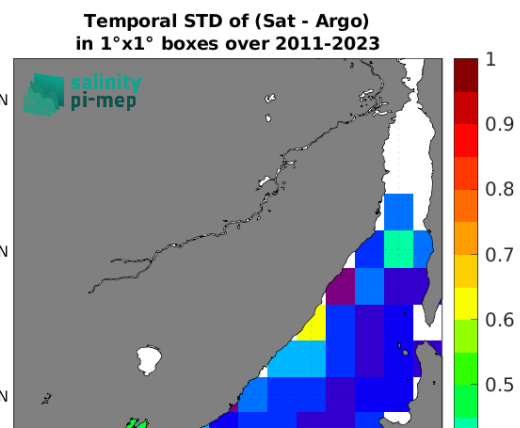 Temporal STD of (Sat - Argo)
in 1°x1° boxes over 2011-2023
salinity
pi-mep
N
N
N
1
0.9
0.8
0.7
0.6
0.5